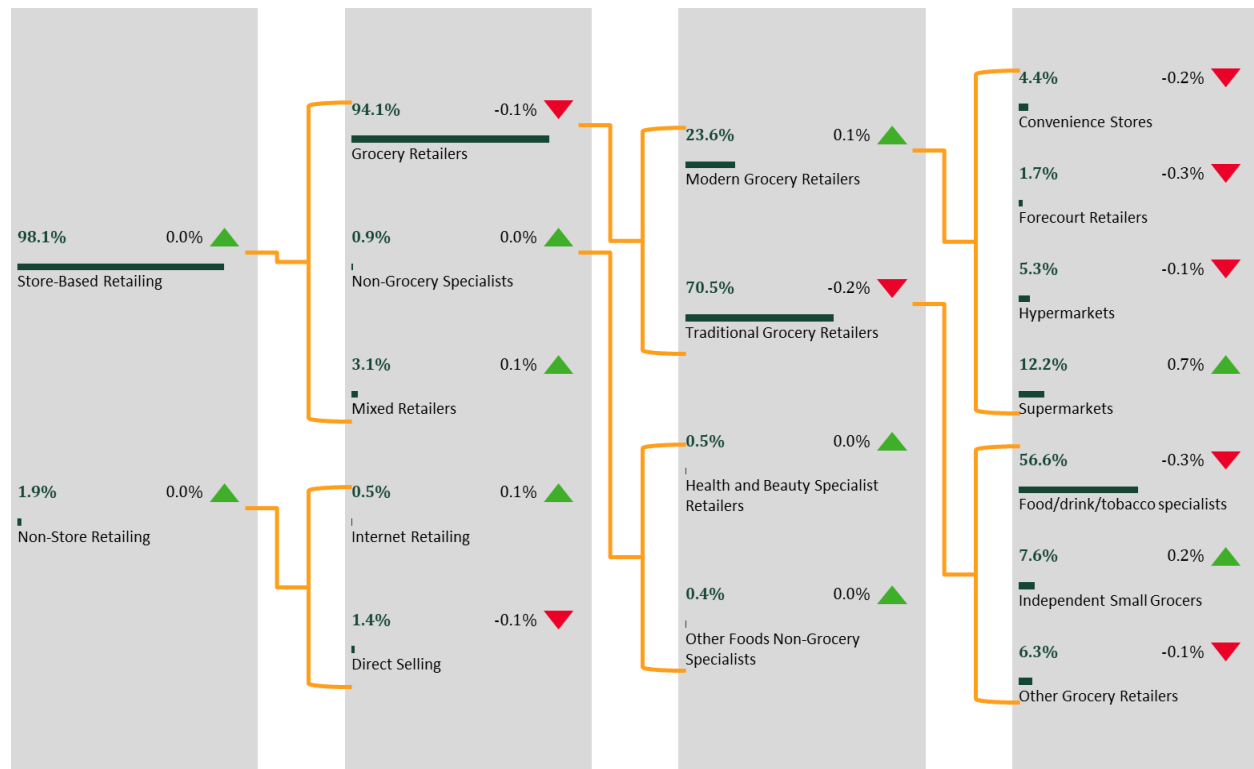 98.1% 0.0%
Store-Based Retailing
1.9% 0.0%
Non-Store Retailing
94.1% -0.1%
Grocery Retailers
0.9% 0.0%
Non-Grocery Specialists
3.1% 0.1%
Mixed Retailers
0.5% 0.1%
Internet Retailing
1.4% -0.1%
Direct Selling
23.6% 0.1%
Modern Grocery Retailers
70.5% -0.2%
Traditional Grocery Retailers
0.5% 0.0%
Health and Beauty Specialist
Retailers
0.4% 0.0%
Other Foods Non-Grocery
Specialists
4.4% -0.2%
Convenience Stores
1.7% -0.3%
Forecourt Retailers
5.3% -0.1%
Hypermarkets
12.2% 0.7%
Supermarkets
56.6% -0.3%
Food/drink/tobacco specialists
7.6% 0.2%
Independent Small Grocers
6.3% -0.1%
Other Grocery Retailers